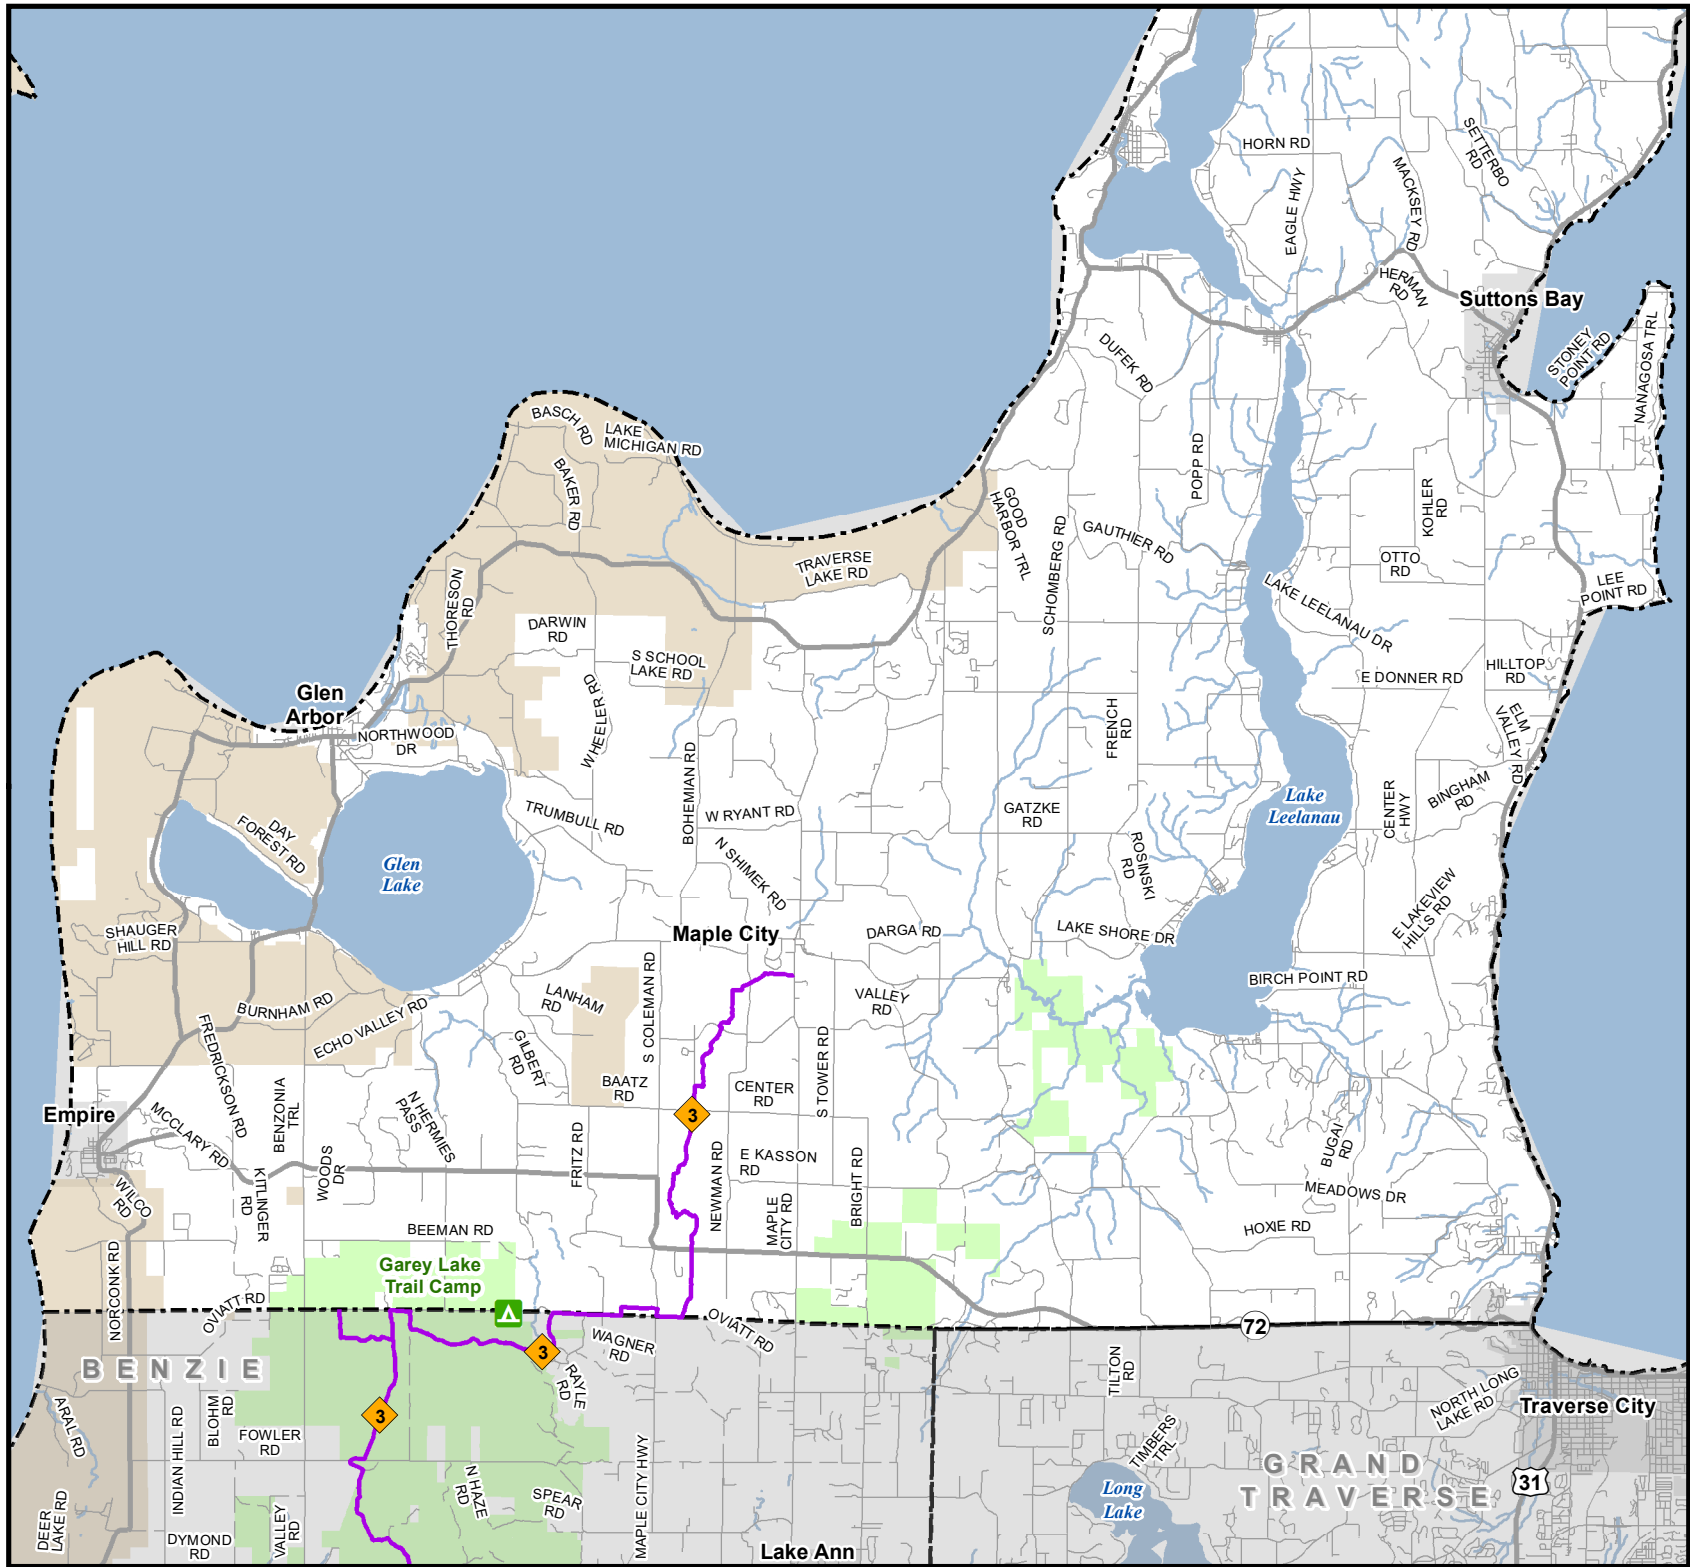 HORN RD
SETTERBO
RD
MACKSEY RD
EAGLE HWY
HERMAN
RD
Suttons Bay
STONEY
POINT RD
NANAGOSA TRL
DUFEK RD
BASCH RD
LAKE
MICHIGAN RD
BAKER RD
POPP RD
KOHLER
RD
GOOD
HARBOR TRL
SCHOMBERG RD
GAUTHIER RD
OTTO
RD
TRAVERSE
LAKE RD
THORESON
RD
LAKE LEELANAU DR
LEE
POINT RD
DARWIN
RD
S SCHOOL
LAKE RD
E DONNER RD
HILLTOP
RD
Glen
Arbor
WHEELER RD
NORTHWOOD
DR
FRENCH
RD
ELM
VALLEY RD
BOHEMIAN RD
TRUMBULL RD
W RYANT RD
GATZKE
RD
Lake
Leelanau
CENTER
HWY
BINGHAM
RD
DAY
FOREST RD
Glen
Lake
N SHIMEK RD
ROSINSKI
RD
E LAKEVIEW
HILLS RD
SHAUGER
HILL RD
Maple City
DARGA RD
LAKE SHORE DR
BIRCH POINT RD
LANHAM
RD
S COLEMAN RD
VALLEY
RD
BURNHAM RD
ECHO VALLEY RD
FREDRICKSON RD
GILBERT
RD
S TOWER RD
BAATZ
RD
CENTER
RD
Empire
MCCLARY RD
BENZONIA
TRL
N HERMIES
PASS
3
FRITZ RD
BUGAI
RD
NEWMAN RD
E KASSON
RD
BRIGHT RD
WOODS
DR
KITLINGER
RD
WILCO
RD
MEADOWS DR
MAPLE
CITY RD
BEEMAN RD
HOXIE RD
NORCONK RD
Garey Lake
Trail Camp
OVIATT RD
OVIATT RD
72
WAGNER
RD
3
BENZIE
RAYLE
RD
TILTON
RD
NORTH LONG
LAKE RD
Traverse City
ARAL RD
INDIAN HILL RD
BLOHM
RD
3
FOWLER
RD
MAPLE CITY HWY
TIMBERS
TRL
GRAND
TRAVERSE
31
N HAZE
RD
SPEAR
RD
Long
Lake
DEER
LAKE RD
DYMOND
RD
VALLEY
RD
Lake Ann